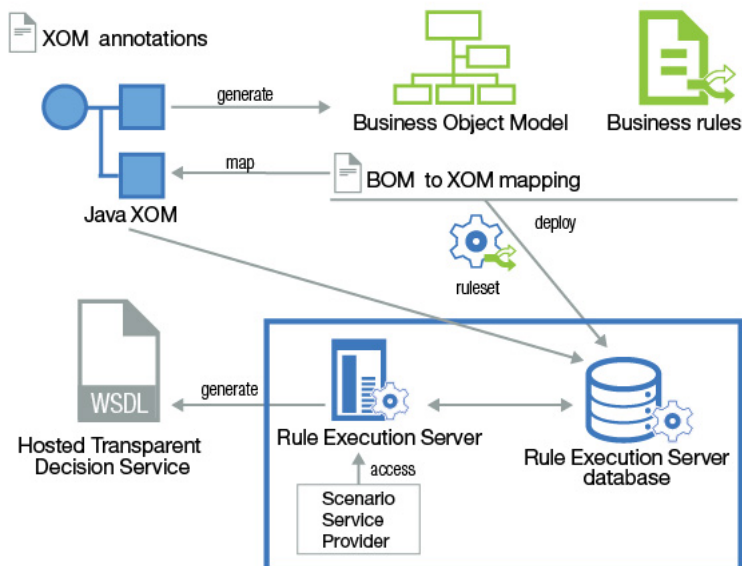 XOM annotations
generate
Business Object Model
Business rules
map
BOM to XOM mapping
Java XOM
deploy
ruleset
WSDL
generate
Hosted Transparent
Decision Service
Rule Execution Server
access
Scenario
Service
Provider
Rule Execution Server
database